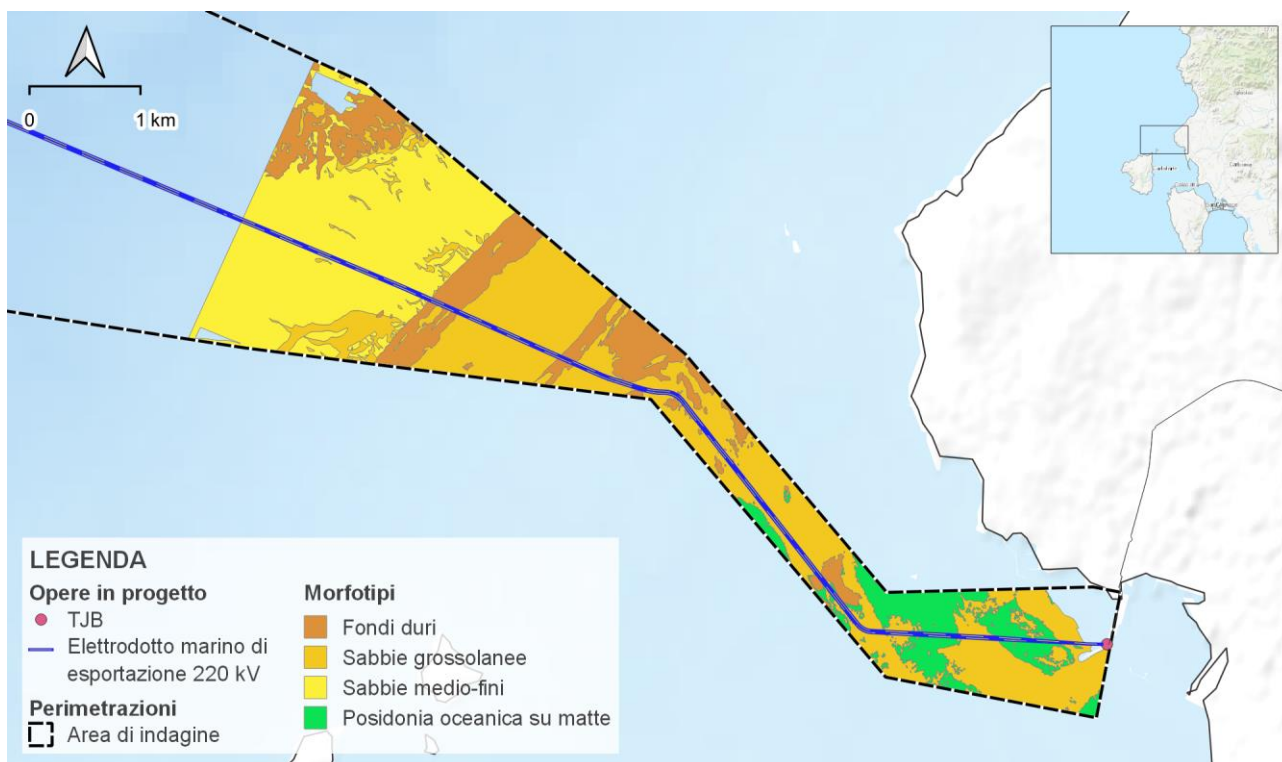 0
1 km
LEGENDA
Opere in progetto
TJB
Elettrodotto marino di
esportazione 220 kV
Perimetrazioni
Area di indagine
Morfotipi
Fondi duri
Sabbie grossolanee
Sabbie medio-fini
Posidonia oceanica su matte